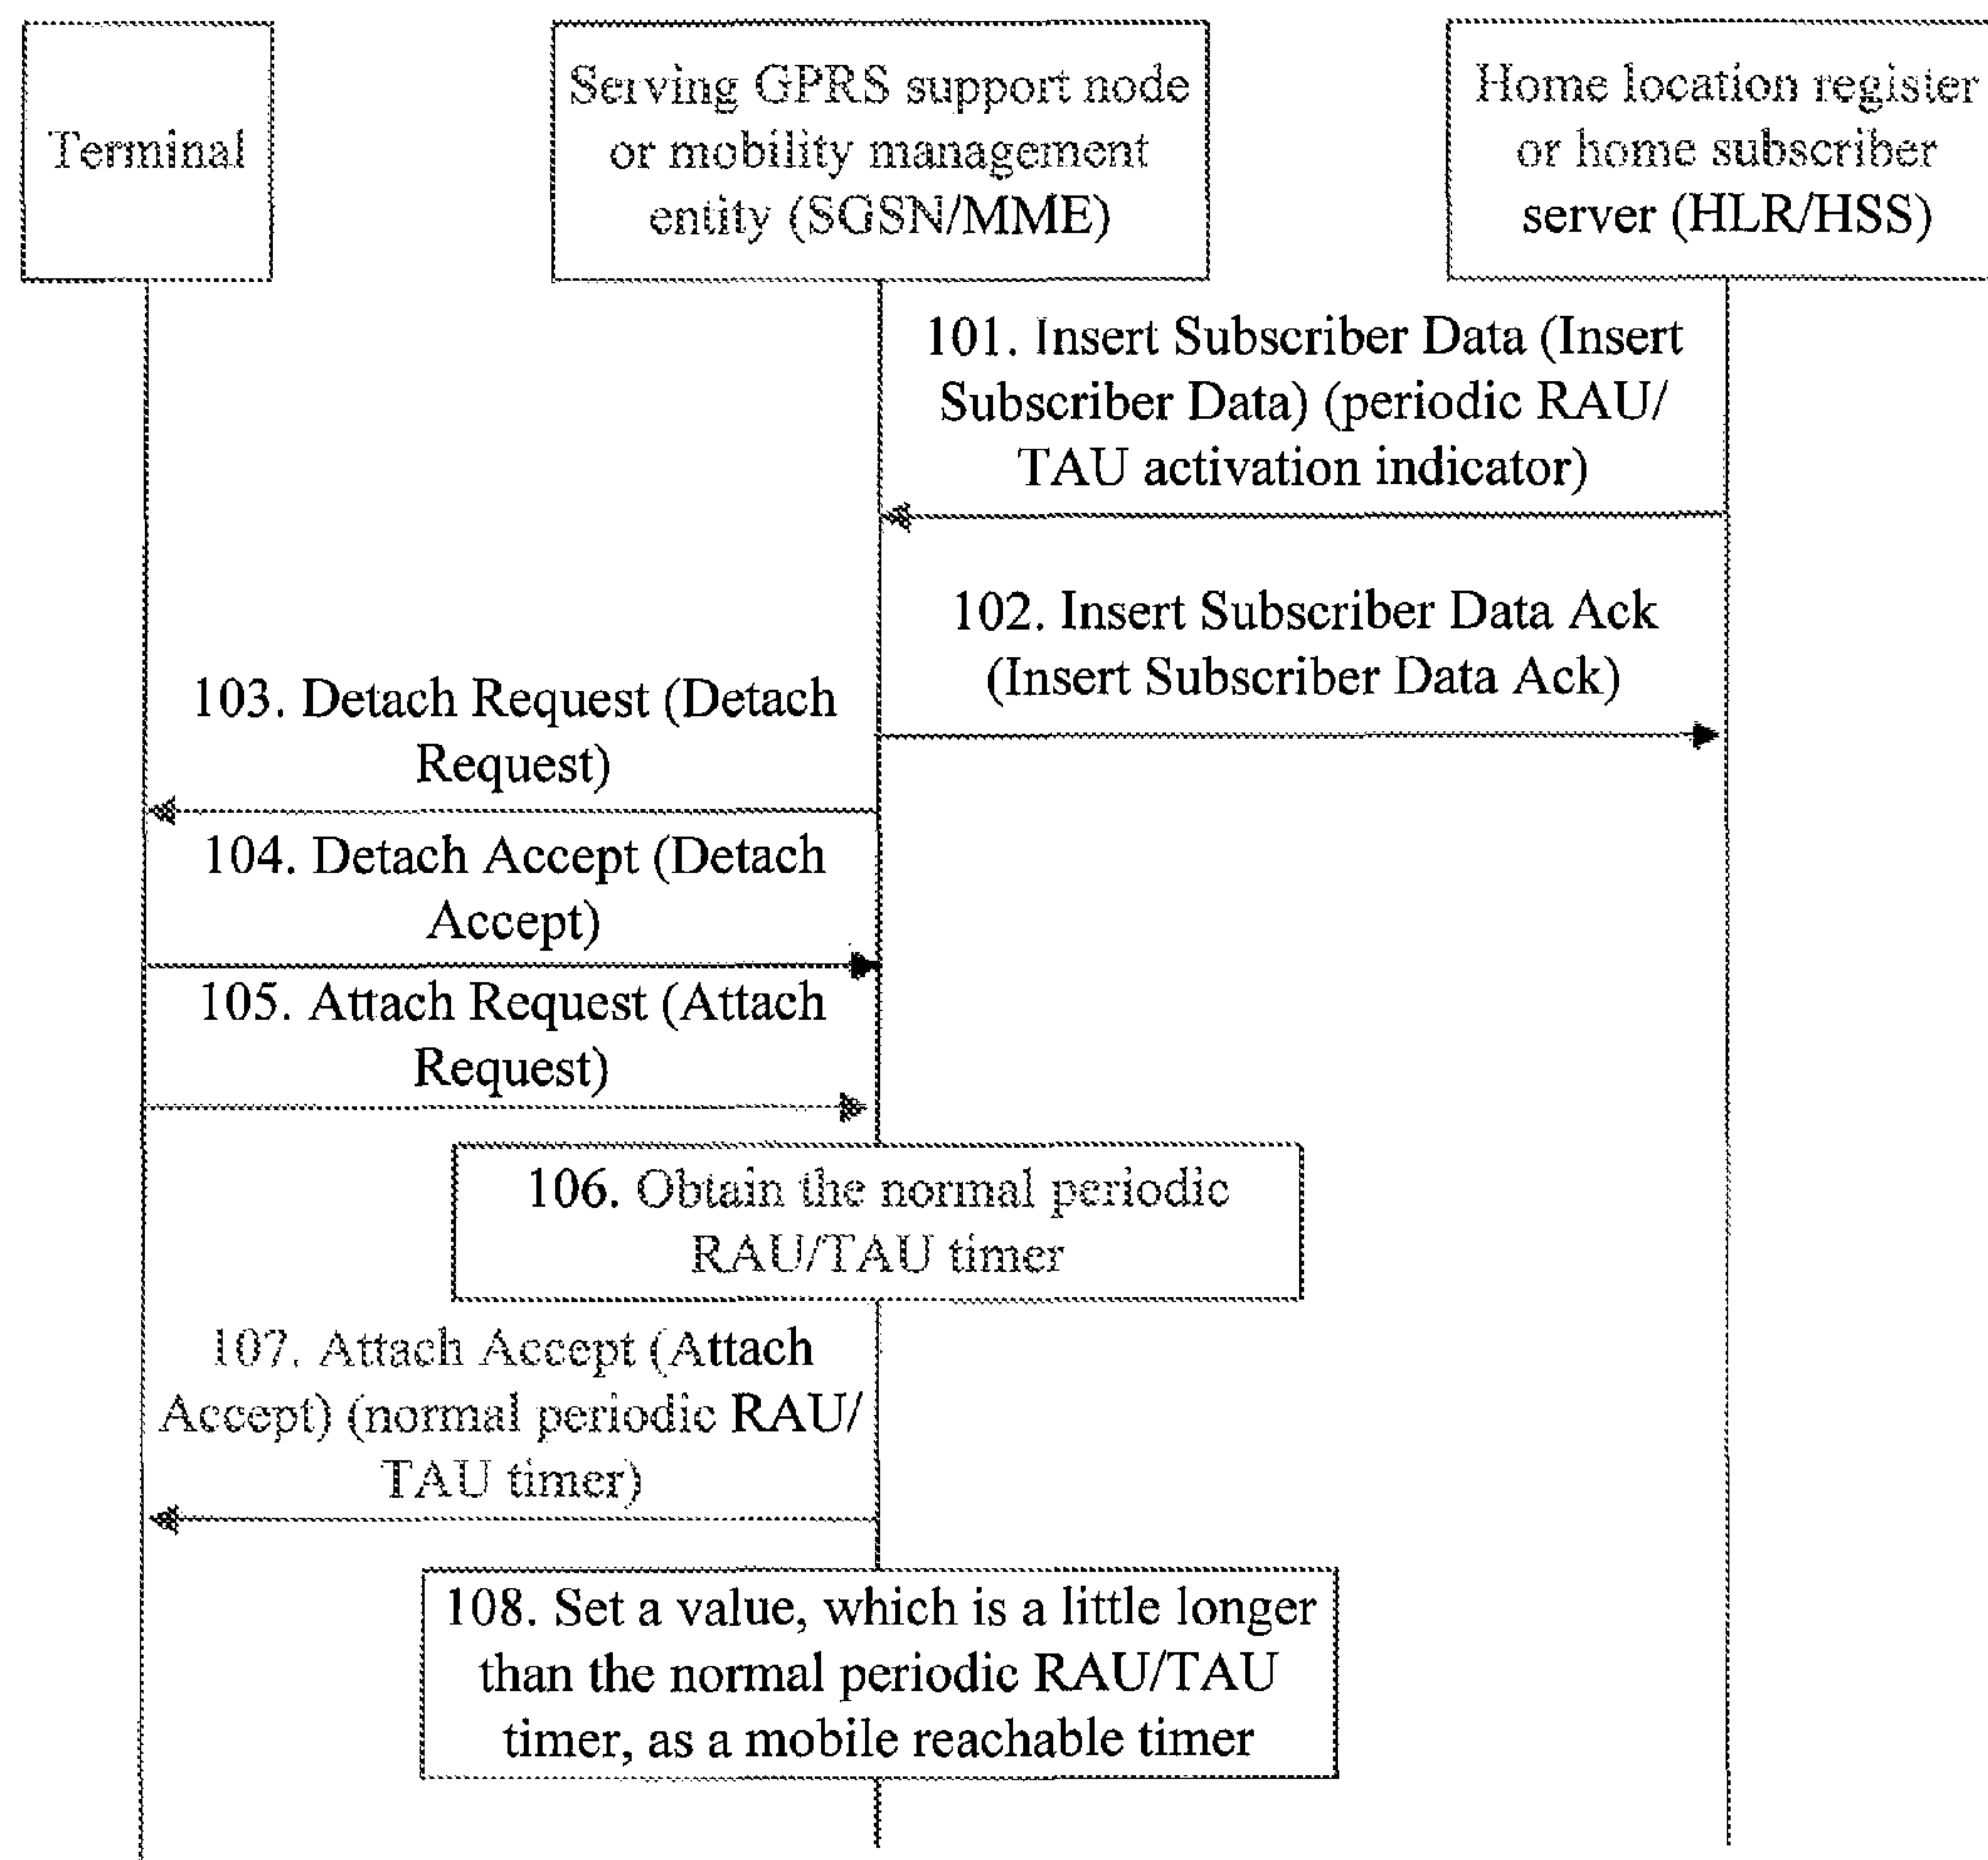 Terminal
Serving GPRS support node
or mobility management
entity (SGSN/MME)
Home location register
or home subscriber
server (HLR/HSS)
101. Insert Subscriber Data (Insert
Subscriber Data) (periodic RAU/
TAU activation indicator)
102. Insert Subscriber Data Ack
(Insert Subscriber Data Ack)
103. Detach Request (Detach
Request)
104. Detach Accept (Detach
Accept)
105. Attach Request (Attach
Request)
106. Obtain the normal periodic
RAU/TAU timer
107. Attach Accept (Attach
Accept) (normal periodic RAU/
TAU timer)
108. Set a value, which is a little longer
than the normal periodic RAU/TAU
timer, as a mobile reachable timer